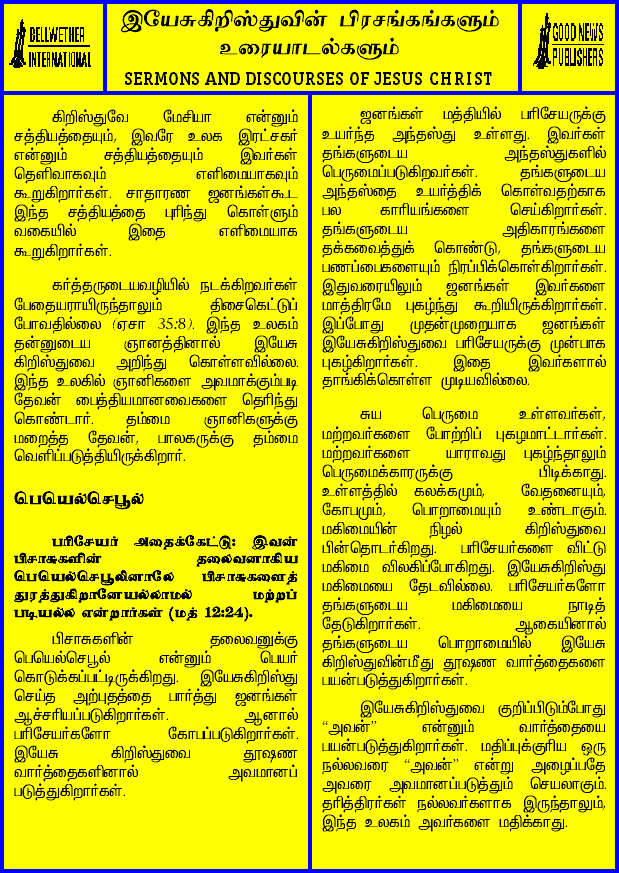 BELLWETHER
INTERNATIONAL
இயேசுகிறிஸ்துவின் பிரசங்கங்களும்
உரையாடல்களும்
SERMONS AND DISCOURSES OF JESUS CHRIST
GOOD NEWS
PUBLISHERS
கிறிஸ்துவே மேசியா என்னும்
சத்தியத்தையும், இவரே உலக இரட்சகர்
என்னும் சத்தியத்தையும் இவர்கள்
தெளிவாகவும் எளிமையாகவும்
கூறுகிறார்கள். சாதாரண ஜனங்கள்கூட
இந்த சத்தியத்தை புரிந்து கொள்ளும்
வகையில் இதை எளிமையாக
கூறுகிறார்கள்.
கர்த்தருடையவழியில் நடக்கிறவர்கள்
பேதையராயிருந்தாலும் திசைகெட்டுப்
போவதில்லை (ஏசா 35:8). இந்த உலகம்
தன்னுடைய ஞானத்தினால் இயேசு
கிறிஸ்துவை அறிந்து கொள்ளவில்லை.
இந்த உலகில் ஞானிகளை அவமாக்கும்படி
தேவன் பைத்தியமானவைகளை தெரிந்து
கொண்டார். தம்மை ஞானிகளுக்கு
மறைத்த தேவன், பாலகருக்கு தம்மை
வெளிப்படுத்தியிருக்கிறார்.
பெயெல்செபூல்
பரிசேயர் அதைக்கேட்டு: இவன்
பிசாசுகளின் தலைவனாகிய
பெயெல்செபூலினாலே பிசாசுகளைத்
துரத்துகிறானேயல்லாமல் மற்றப்
படியல்ல என்றார்கள் (மத் 12:24).
பிசாசுகளின் தலைவனுக்கு
பெயெல்செபூல் என்னும் பெயர்
கொடுக்கப்பட்டிருக்கிறது. இயேசுகிறிஸ்து
செய்த அற்புதத்தை பார்த்து ஜனங்கள்
ஆச்சரியப்படுகிறார்கள். ஆனால்
பரிசேயர்களோ கோபப்படுகிறார்கள்.
இயேசு கிறிஸ்துவை தூஷண
வார்த்தைகளினால் அவமானப்
படுத்துகிறார்கள்.
ஜனங்கள் மத்தியில் பரிசேயருக்கு
உயர்ந்த அந்தஸ்து உள்ளது. இவர்கள்
தங்களுடைய அந்தஸ்துகளில்
பெருமைப்படுகிறவர்கள். தங்களுடைய
அந்தஸ்தை உயர்த்திக் கொள்வதற்காக
பல காரியங்களை செய்கிறார்கள்.
தங்களுடைய அதிகாரங்களை
தக்கவைத்துக் கொண்டு, தங்களுடைய
பணப்பைகளையும் நிரப்பிக்கொள்கிறார்கள்.
இதுவரையிலும் ஜனங்கள் இவர்களை
மாத்திரமே புகழ்ந்து கூறியிருக்கிறார்கள்.
இப்போது முதன்முறையாக ஜனங்கள்
இயேசுகிறிஸ்துவை பரிசேயருக்கு முன்பாக
புகழ்கிறார்கள். இதை இவர்களால்
தாங்கிக்கொள்ள முடியவில்லை.
சுய பெருமை உள்ளவர்கள்,
மற்றவர்களை போற்றிப் புகழமாட்டார்கள்.
மற்றவர்களை யாராவது புகழ்ந்தாலும்
பெருமைக்காரருக்கு பிடிக்காது.
உள்ளத்தில் கலக்கமும், வேதனையும்,
கோபமும், பொறாமையும் உண்டாகும்.
மகிமையின் நிழல் கிறிஸ்துவை
பின்தொடர்கிறது. பரிசேயர்களை விட்டு
மகிமை விலகிப்போகிறது. இயேசுகிறிஸ்து
மகிமையை தேடவில்லை. பரிசேயர்களோ
தங்களுடைய மகிமையை நாடித்
தேடுகிறார்கள். ஆகையினால்
தங்களுடைய பொறாமையில் இயேசு
கிறிஸ்துவின்மீது தூஷண வார்த்தைகளை
பயன்படுத்துகிறார்கள்.
இயேசுகிறிஸ்துவை குறிப்பிடும்போது
“அவன்” என்னும் வார்த்தையை
பயன்படுத்துகிறார்கள். மதிப்புக்குரிய ஒரு
நல்லவரை “அவன்” என்று அழைப்பதே
அவரை அவமானப்படுத்தும் செயலாகும்.
தரித்திரர்கள் நல்லவர்களாக இருந்தாலும்,
இந்த உலகம் அவர்களை மதிக்காது.